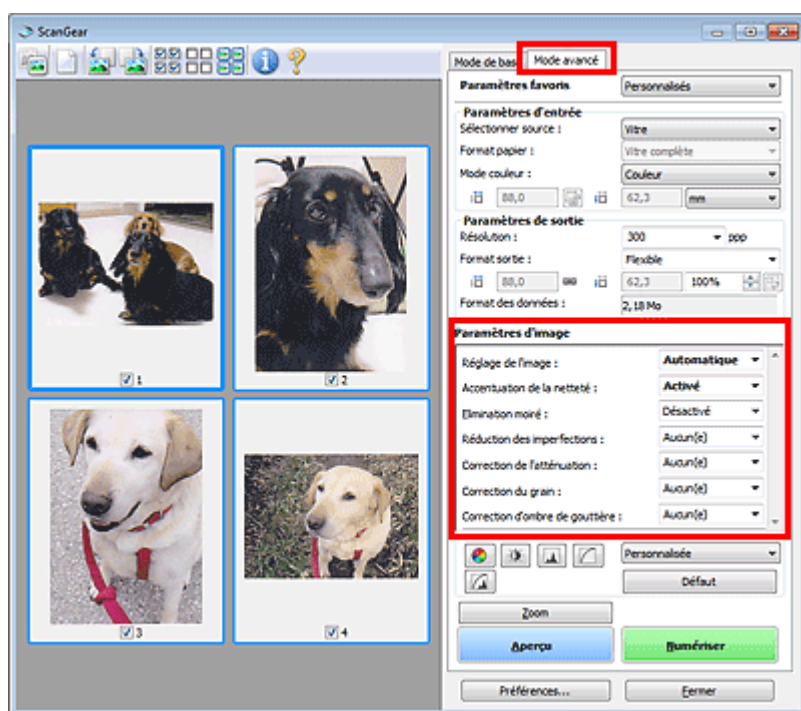 ScanGear
Mode de base Mode avancé
Paramètres favoris Personnalisés
Paramètres d'entrée
Sélectionner source : Vitre
Format papier : Vitre complète
Mode couleur : Couleur
88,0 62,3 mm
Paramètres de sortie
Résolution : 300 ppp
Format sortie : Flexible
88,0 62,3 100%
Format des données : 2,18 Mo
Paramètres d'image
Réglage de l'image : Automatique
Accentuation de la netteté : Activé
Elimination moiré : Désactivé
Réduction des imperfections : Aucun(e)
Correction de l'atténuation : Aucun(e)
Correction du grain : Aucun(e)
Correction d'ombre de gouttière : Aucun(e)
Personnalisée
Défaut
Zoom
Aperçu Numériser
Préférences... Fermer
1 2
3 4